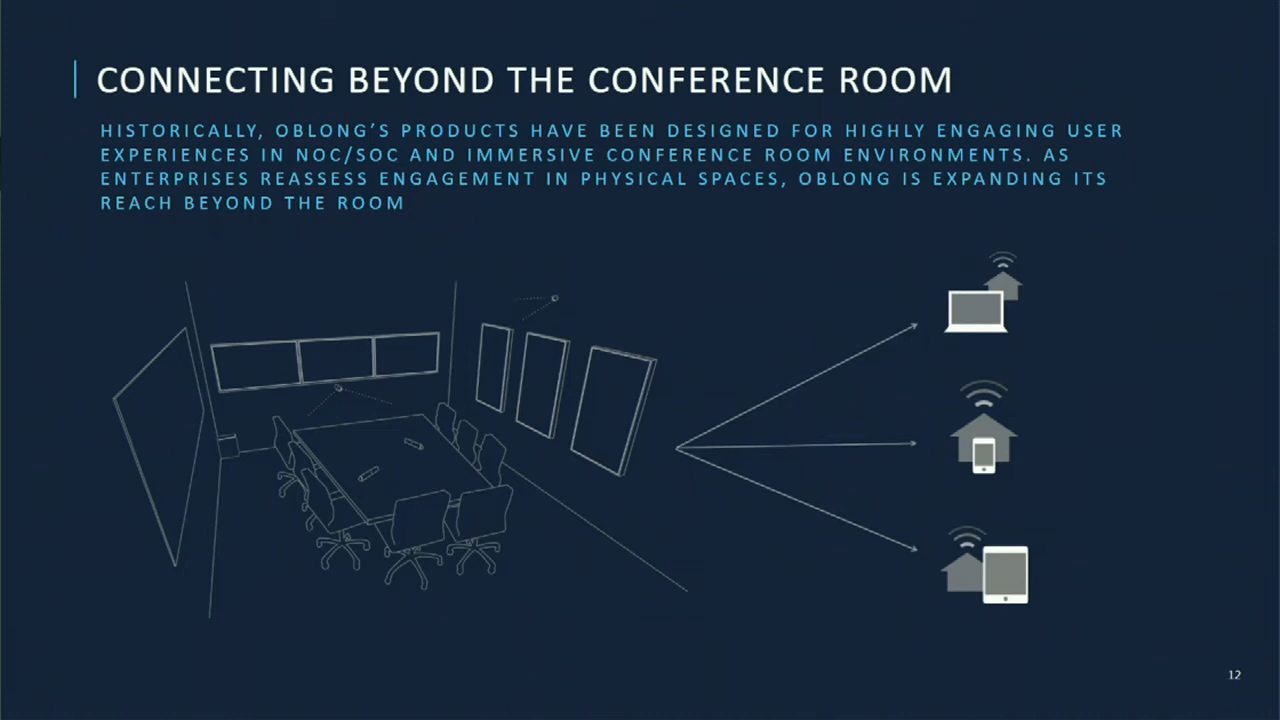 CONNECTING BEYOND THE CONFERENCE ROOM
HISTORICALLY, OBLONG’S PRODUCTS HAVE BEEN DESIGNED FOR HIGHLY ENGAGING USER
EXPERIENCES IN NOC/SOC AND IMMERSIVE CONFERENCE ROOM ENVIRONMENTS. AS
ENTERPRISES REASSESS ENGAGEMENT IN PHYSICAL SPACES, OBLONG IS EXPANDING ITS
REACH BEYOND THE ROOM
12